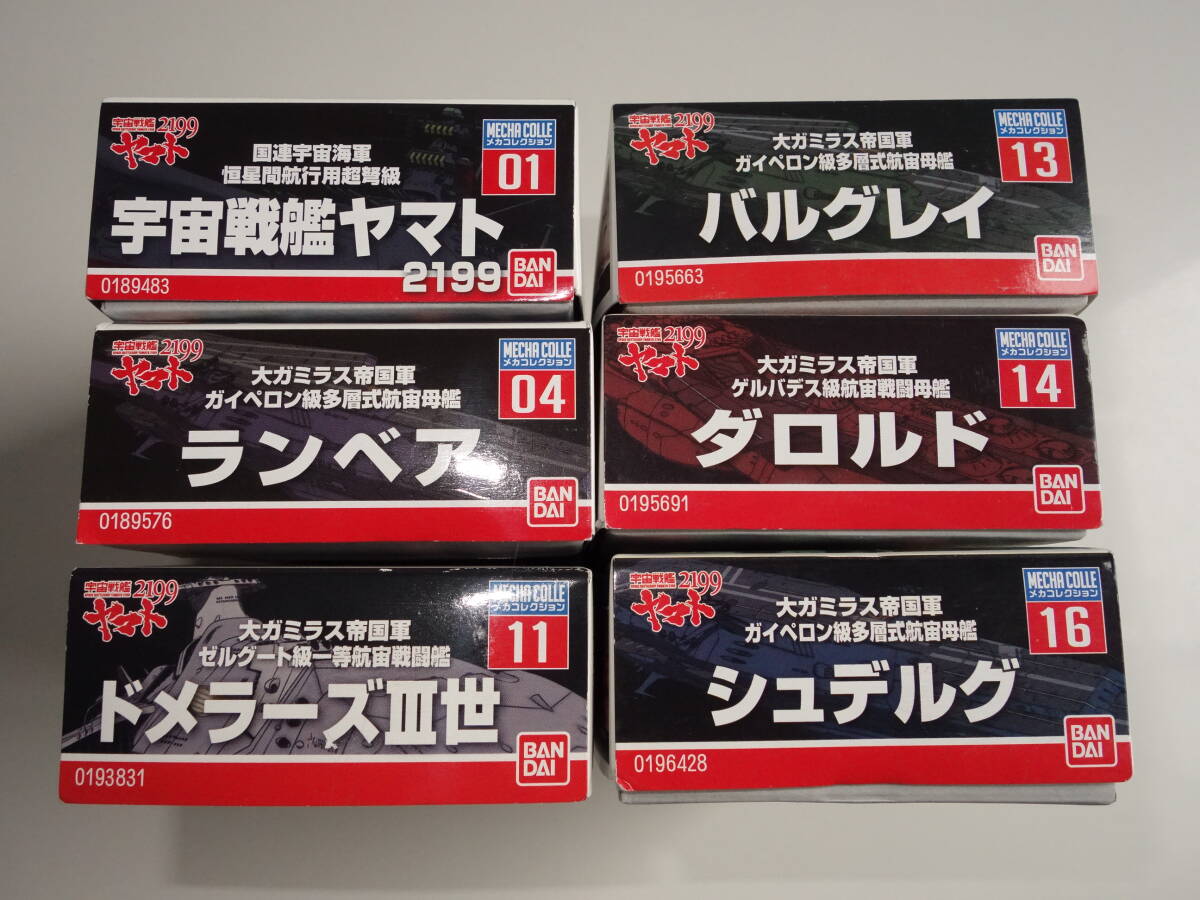 宇宙戦艦
ヤマト2199
国連宇宙海軍
恒星間航行用超弩級
宇宙戦艦ヤマト
2199
MECHA COLLE
メカコレクション
01
0189483
BAN
DAI
宇宙戦艦
ヤマト2199
大ガミラス帝国軍
ガイペロン級多層式航宙母艦
バルグレイ
MECHA COLLE
メカコレクション
13
0195663
BAN
DAI
宇宙戦艦
ヤマト2199
大ガミラス帝国軍
ガイペロン級多層式航宙母艦
ランベア
MECHA COLLE
メカコレクション
04
0189576
BAN
DAI
宇宙戦艦
ヤマト2199
大ガミラス帝国軍
ゲルバデス級航宙戦闘母艦
ダロルド
MECHA COLLE
メカコレクション
14
0195691
BAN
DAI
宇宙戦艦
ヤマト2199
大ガミラス帝国軍
ゼルグート級一等航宙戦闘艦
ドメラーズⅢ世
MECHA COLLE
メカコレクション
11
0193831
BAN
DAI
宇宙戦艦
ヤマト2199
大ガミラス帝国軍
ガイペロン級多層式航宙母艦
シュデルグ
MECHA COLLE
メカコレクション
16
0196428
BAN
DAI